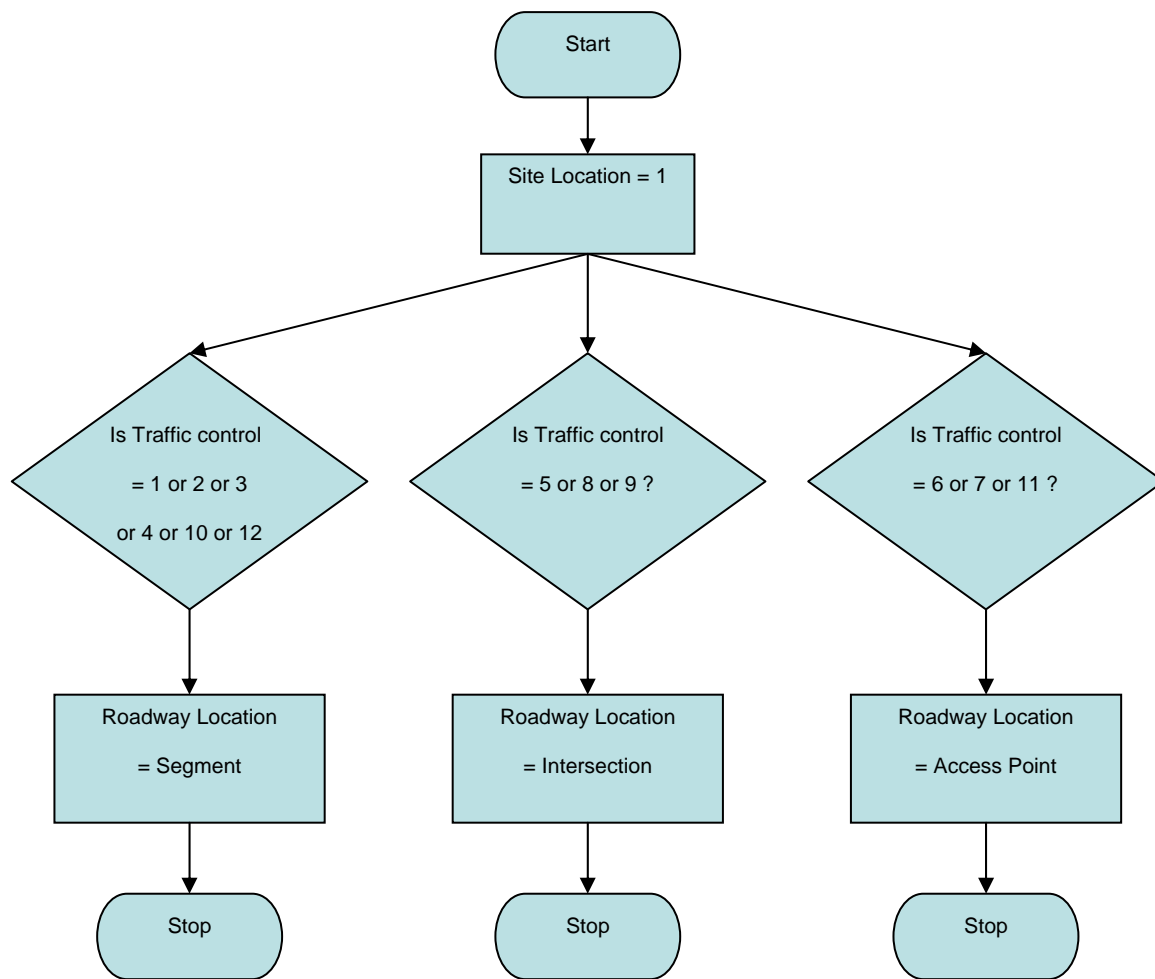 Start
Site Location = 1
Is Traffic control
= 1 or 2 or 3
or 4 or 10 or 12
Is Traffic control
= 5 or 8 or 9 ?
Is Traffic control
= 6 or 7 or 11 ?
Roadway Location
= Segment
Roadway Location
= Intersection
Roadway Location
= Access Point
Stop
Stop
Stop